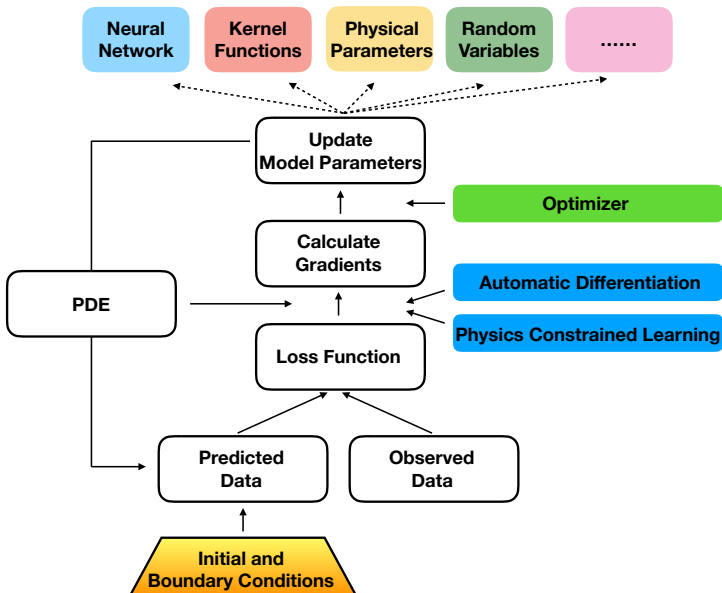 Neural
Network
Kernel
Functions
Physical
Parameters
Random
Variables
......
Update
Model Parameters
Optimizer
Calculate
Gradients
Automatic Differentiation
PDE
Physics Constrained Learning
Loss Function
Predicted
Data
Observed
Data
Initial and
Boundary Conditions